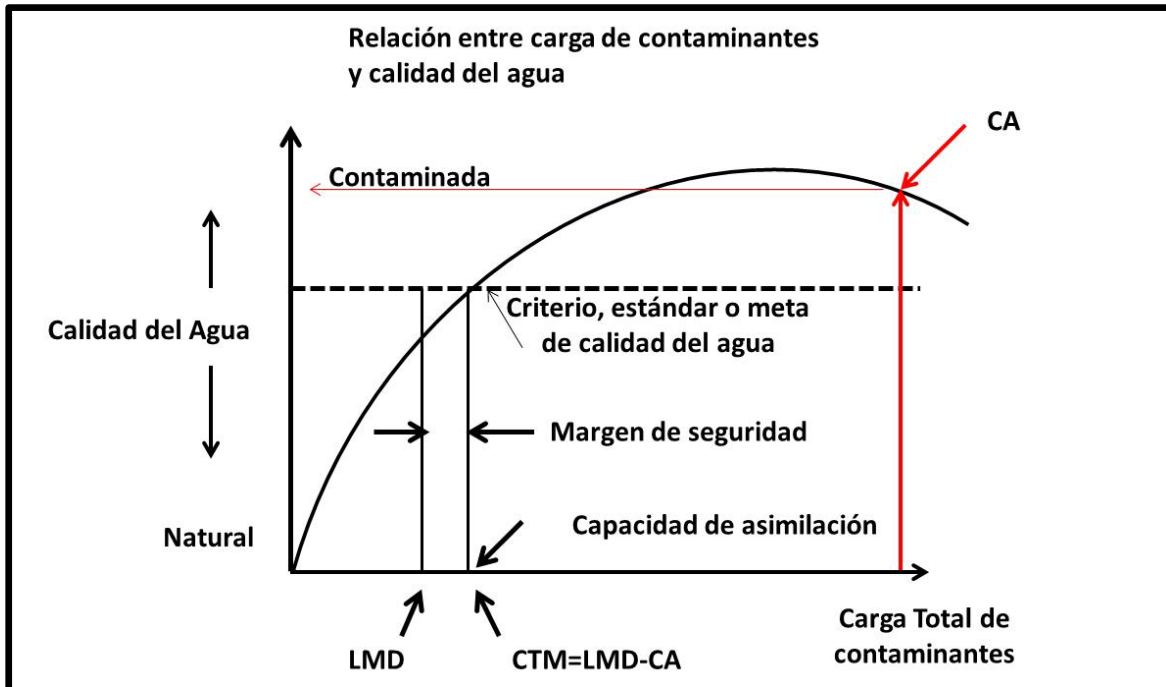 Relación entre carga de contaminantes
y calidad del agua
CA
Contaminada
Criterio, estándar o meta
de calidad del agua
Calidad del Agua
Margen de seguridad
Capacidad de asimilación
Natural
Carga Total de
contaminantes
LMD
CTM=LMD-CA